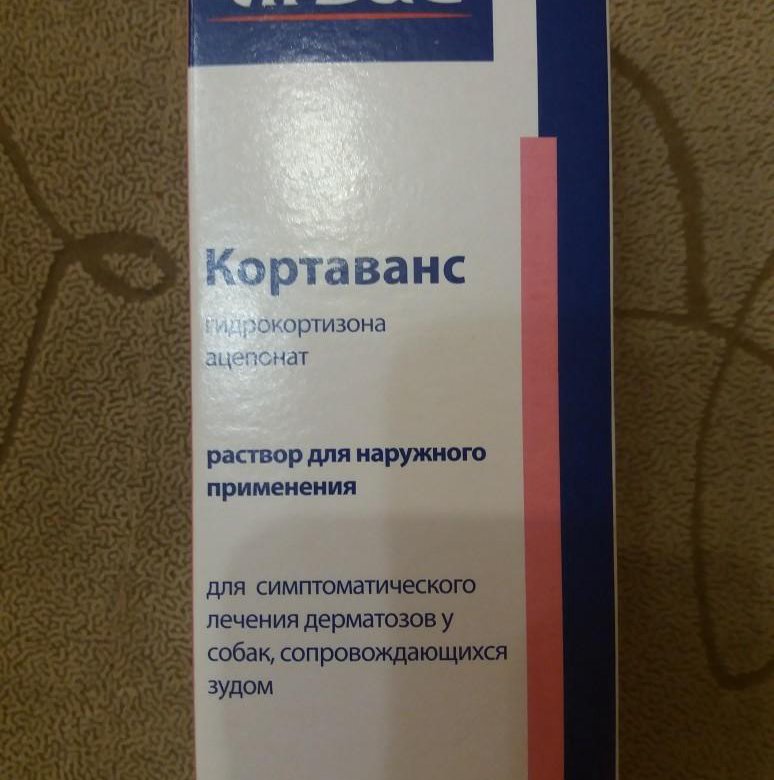 Кортаванс
гидрокортизона
ацепонат
раствор для наружного
применения
для симптоматического
лечения дерматозов у
собак, сопровождающихся
зудом